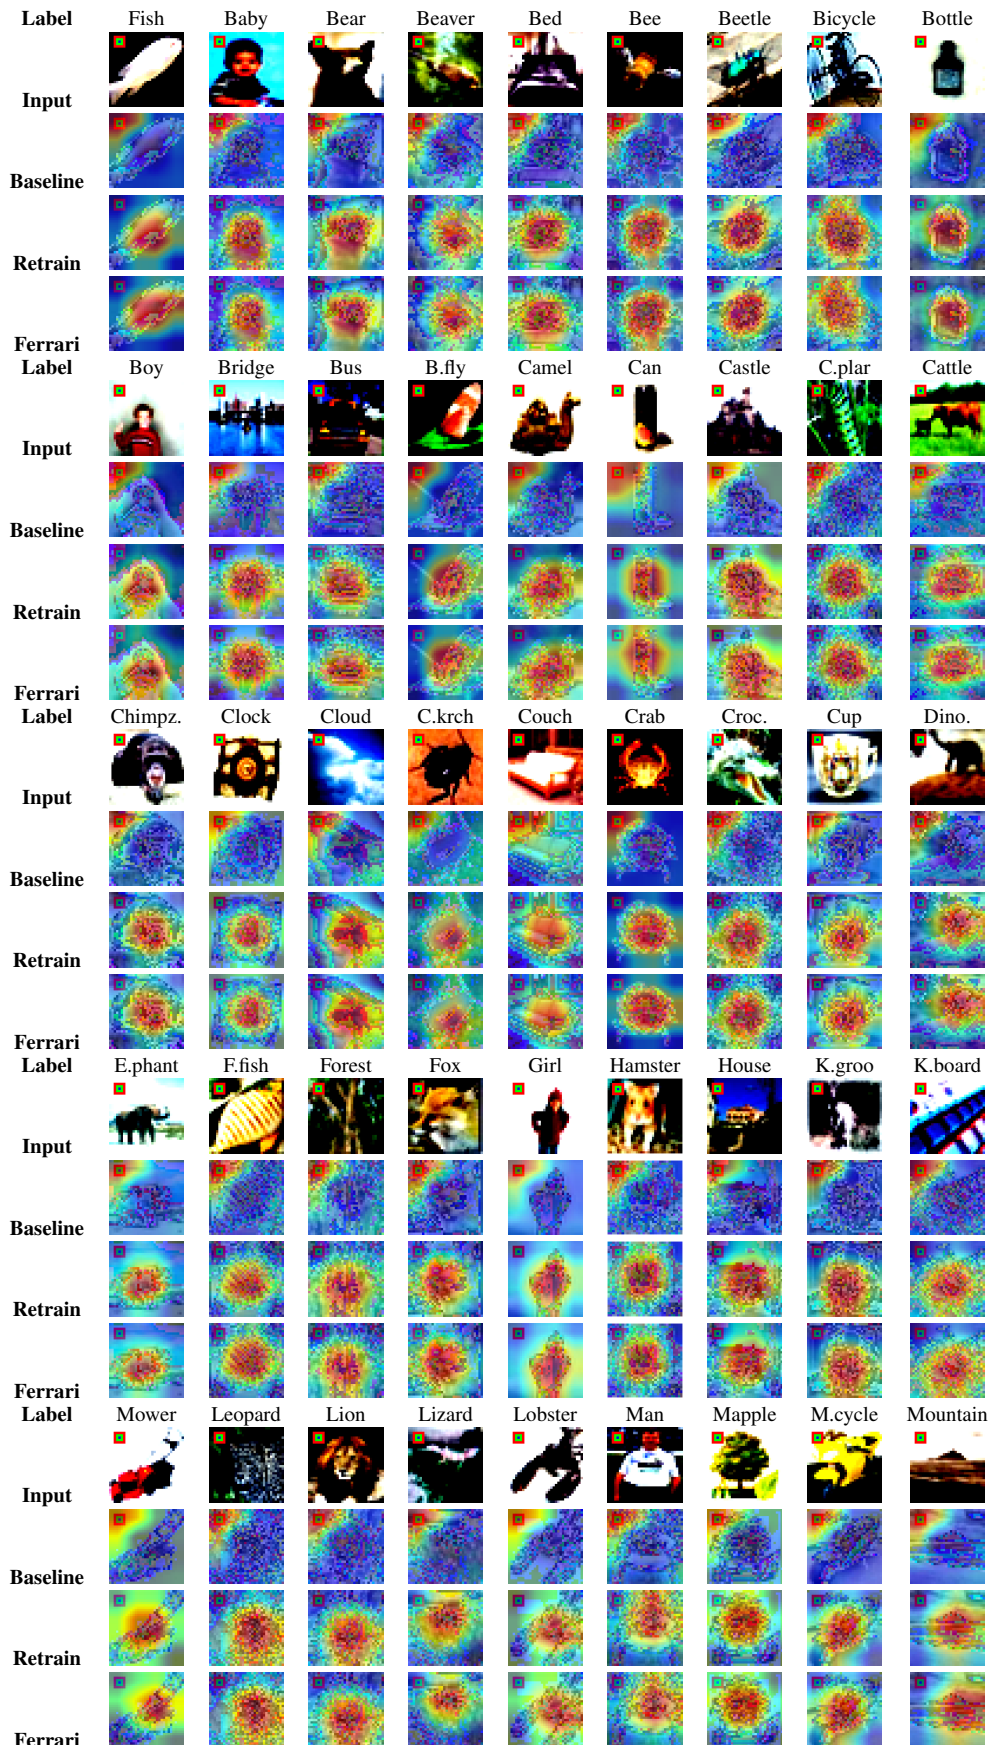 Label Fish Baby Bear Beaver Bed Bee Beetle Bicycle Bottle
Input
Baseline
Retrain
Ferrari
Label Boy Bridge Bus B.fly Camel Can Castle C.plar Cattle
Input
Baseline
Retrain
Ferrari
Label Chimpz. Clock Cloud C.krch Couch Crab Croc. Cup Dino.
Input
Baseline
Retrain
Ferrari
Label E.phant F.fish Forest Fox Girl Hamster House K.groo K.board
Input
Baseline
Retrain
Ferrari
Label Mower Leopard Lion Lizard Lobster Man Mapple M.cycle Mountain
Input
Baseline
Retrain
Ferrari